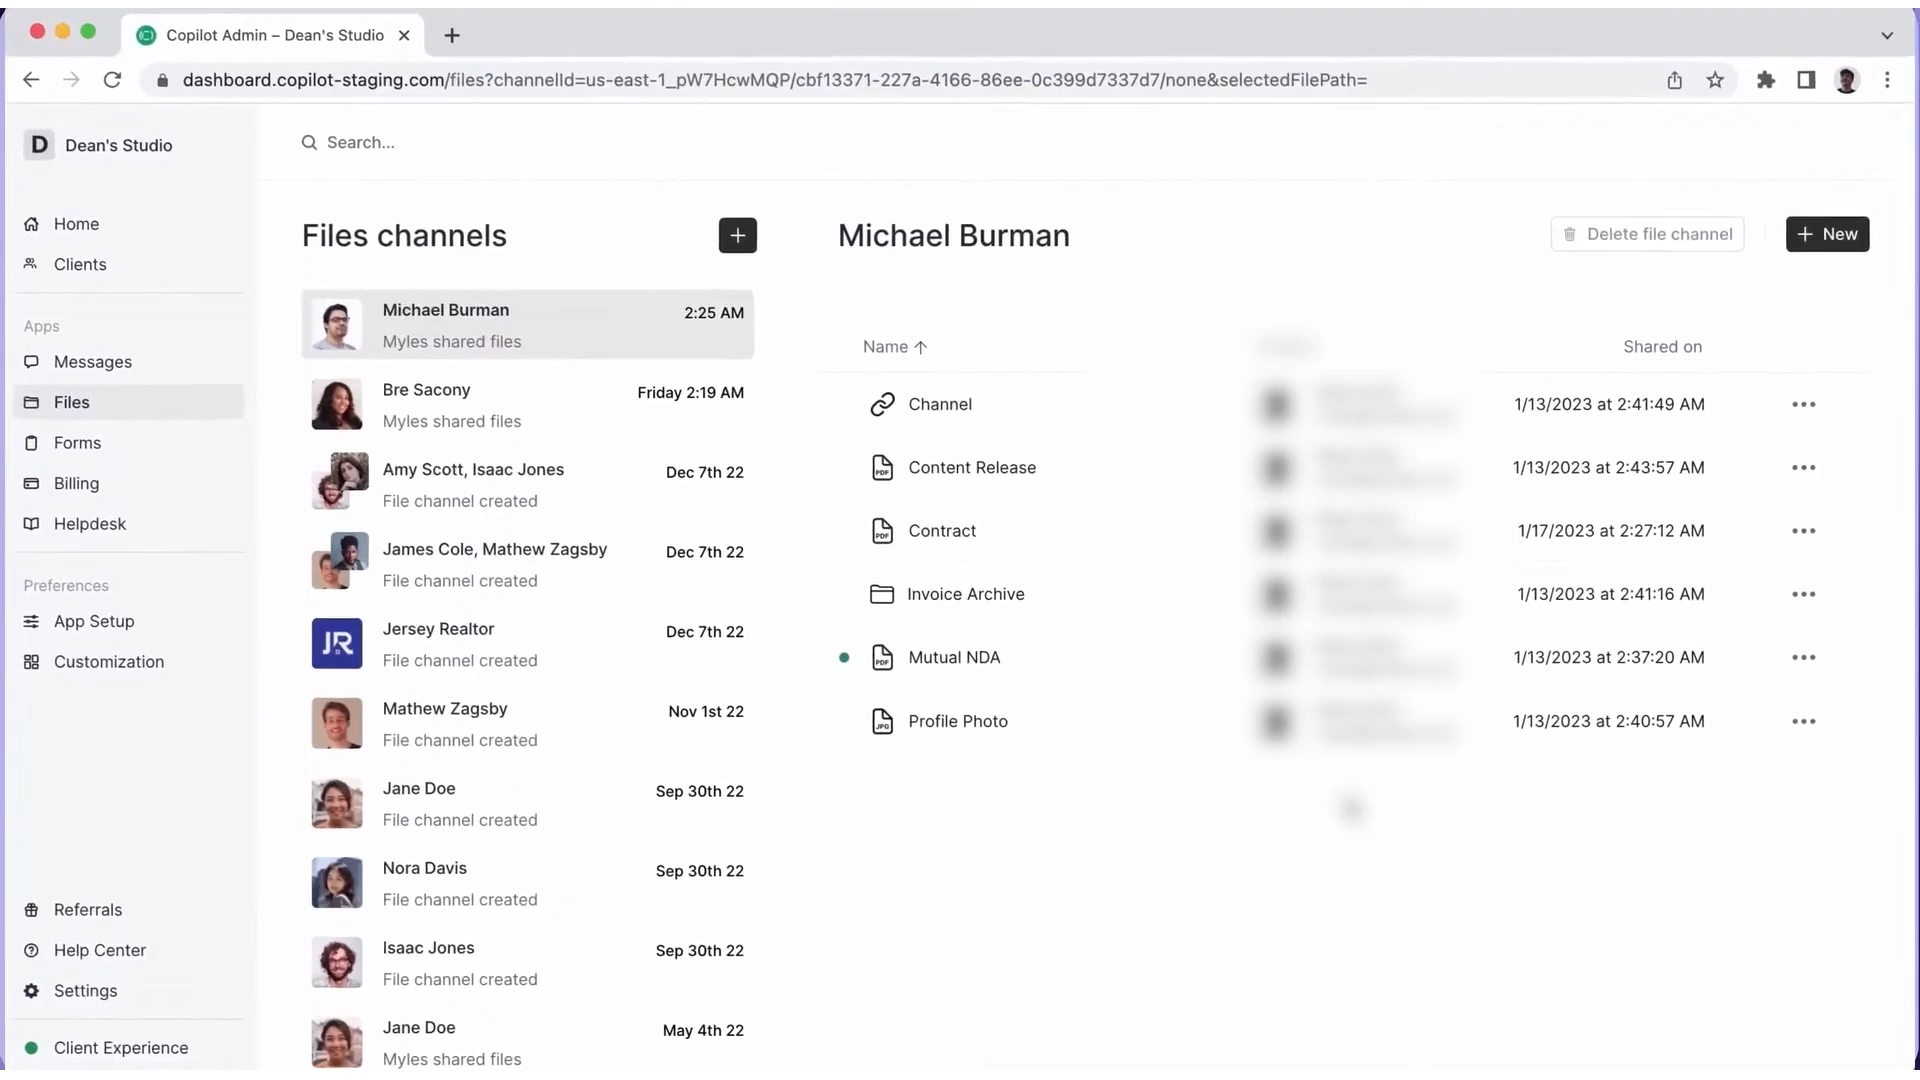 Copilot Admin – Dean's Studio
dashboard.copilot-staging.com/files?channelId=us-east-1_pW7HcwMQP/cbf13371-227a-4166-86ee-0c399d7337d7/none&selectedFilePath=
D Dean's Studio
Search...
Home
Clients
Apps
Messages
Files
Forms
Billing
Helpdesk
Preferences
App Setup
Customization
Referrals
Help Center
Settings
Client Experience
Files channels
Michael Burman 2:25 AM
Myles shared files
Bre Sacony Friday 2:19 AM
Myles shared files
Amy Scott, Isaac Jones Dec 7th 22
File channel created
James Cole, Mathew Zagsby Dec 7th 22
File channel created
JR
Jersey Realtor Dec 7th 22
File channel created
Mathew Zagsby Nov 1st 22
File channel created
Jane Doe Sep 30th 22
File channel created
Nora Davis Sep 30th 22
File channel created
Isaac Jones Sep 30th 22
File channel created
Jane Doe May 4th 22
Myles shared files
Michael Burman
Delete file channel
New
Name Shared on
Channel 1/13/2023 at 2:41:49 AM
PDF Content Release 1/13/2023 at 2:43:57 AM
PDF Contract 1/17/2023 at 2:27:12 AM
Invoice Archive 1/13/2023 at 2:41:16 AM
PDF Mutual NDA 1/13/2023 at 2:37:20 AM
JPG Profile Photo 1/13/2023 at 2:40:57 AM